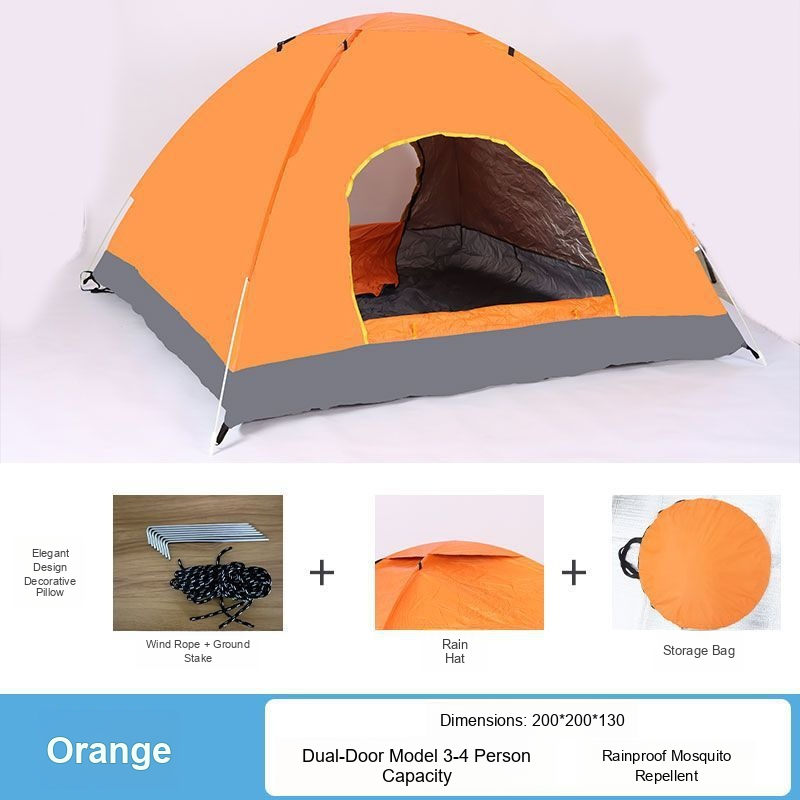 Elegant
Design
Decorative
Pillow
+
+
Wind Rope + Ground
Stake
Rain
Hat
Storage Bag
Orange
Dimensions: 200*200*130
Dual-Door Model 3-4 Person
Capacity
Rainproof Mosquito
Repellent